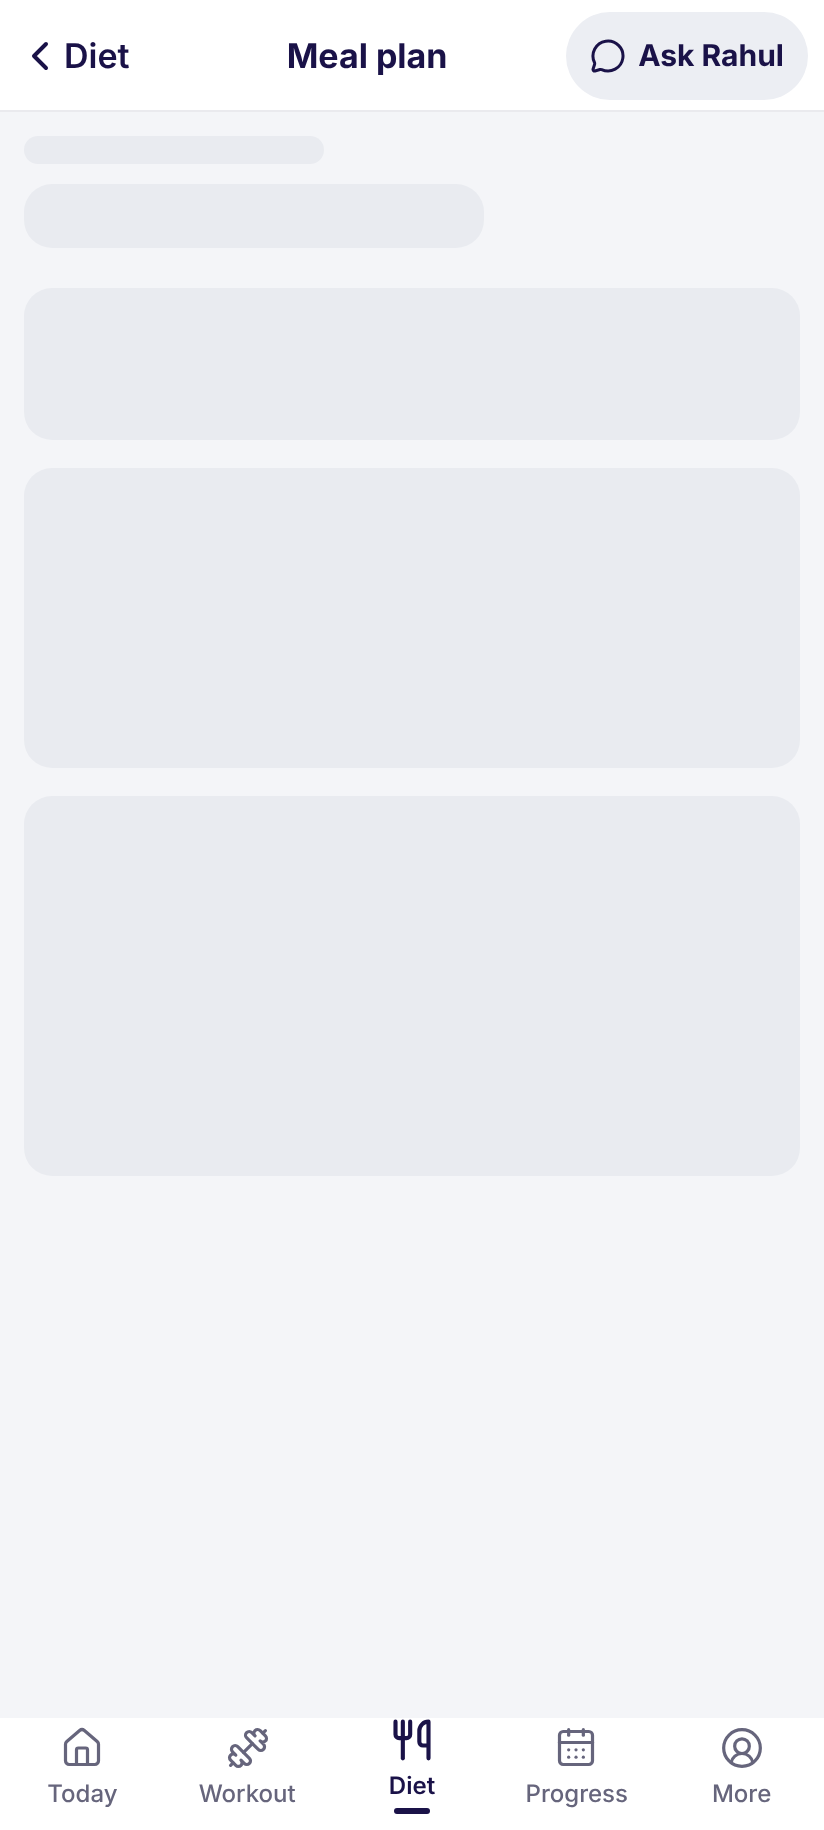 Diet
Meal plan
Ask Rahul
Today
Workout
Diet
Progress
More